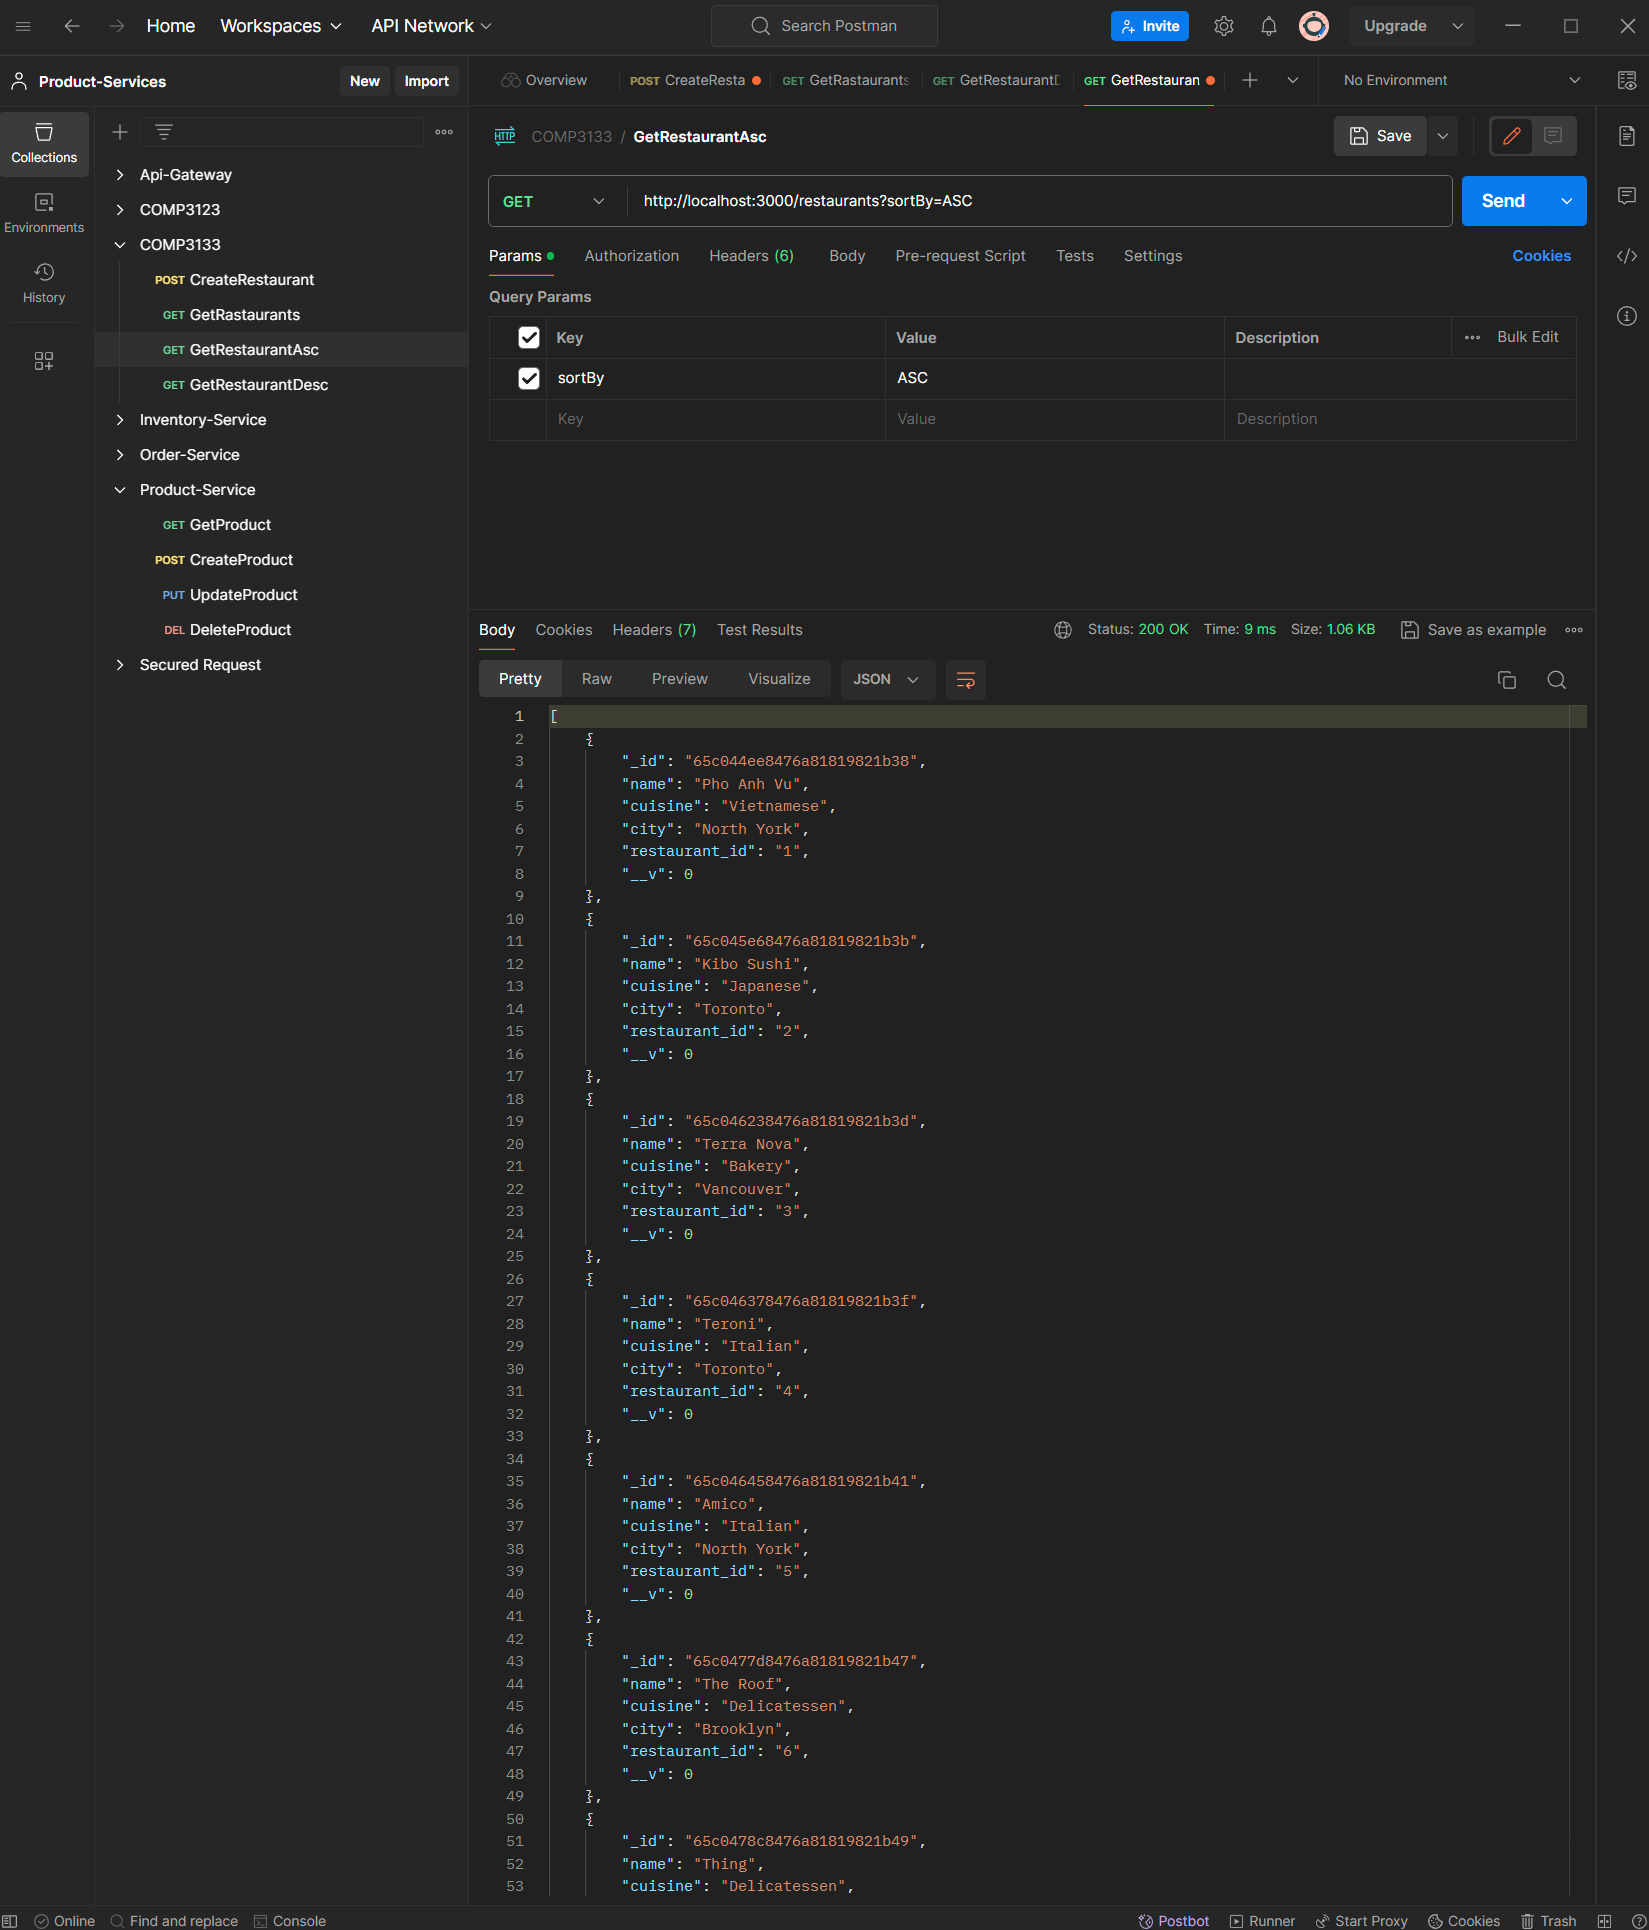 Home Workspaces API Network Search Postman Invite Upgrade
Product-Services New Import
Overview POST CreateResta GET GetRastaurants GET GetRestaurantD GET GetRestauran No Environment
Collections
Environments
History
Api-Gateway
COMP3123
COMP3133
POST CreateRestaurant
GET GetRastaurants
GET GetRestaurantAsc
GET GetRestaurantDesc
Inventory-Service
Order-Service
Product-Service
GET GetProduct
POST CreateProduct
PUT UpdateProduct
DEL DeleteProduct
Secured Request
HTTP COMP3133 / GetRestaurantAsc Save
GET http://localhost:3000/restaurants?sortBy=ASC Send
Params Authorization Headers (6) Body Pre-request Script Tests Settings Cookies
Query Params
Key Value Description Bulk Edit
sortBy ASC
Key Value Description
Body Cookies Headers (7) Test Results Status: 200 OK Time: 9 ms Size: 1.06 KB Save as example
Pretty Raw Preview Visualize JSON
1 [
2 {
3 "_id": "65c044ee8476a81819821b38",
4 "name": "Pho Anh Vu",
5 "cuisine": "Vietnamese",
6 "city": "North York",
7 "restaurant_id": "1",
8 "__v": 0
9 },
10 {
11 "_id": "65c045e68476a81819821b3b",
12 "name": "Kibo Sushi",
13 "cuisine": "Japanese",
14 "city": "Toronto",
15 "restaurant_id": "2",
16 "__v": 0
17 },
18 {
19 "_id": "65c046238476a81819821b3d",
20 "name": "Terra Nova",
21 "cuisine": "Bakery",
22 "city": "Vancouver",
23 "restaurant_id": "3",
24 "__v": 0
25 },
26 {
27 "_id": "65c046378476a81819821b3f",
28 "name": "Teroni",
29 "cuisine": "Italian",
30 "city": "Toronto",
31 "restaurant_id": "4",
32 "__v": 0
33 },
34 {
35 "_id": "65c046458476a81819821b41",
36 "name": "Amico",
37 "cuisine": "Italian",
38 "city": "North York",
39 "restaurant_id": "5",
40 "__v": 0
41 },
42 {
43 "_id": "65c0477d8476a81819821b47",
44 "name": "The Roof",
45 "cuisine": "Delicatessen",
46 "city": "Brooklyn",
47 "restaurant_id": "6",
48 "__v": 0
49 },
50 {
51 "_id": "65c0478c8476a81819821b49",
52 "name": "Thing",
53 "cuisine": "Delicatessen",
Online Find and replace Console Postbot Runner Start Proxy Cookies Trash